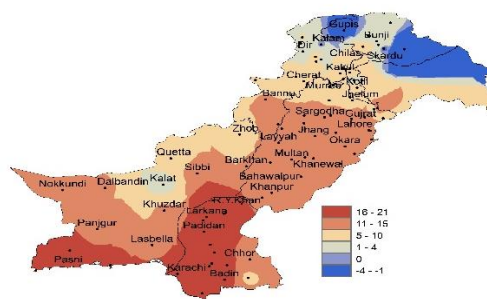 Gupis
Kalam
Bunji
Dir
Chilas
Skardu
Kakul
Cherat
Kotli
Bannu
Jhelum
Sargodha
Gujrat
Zhob
Layyah
Jhang
Lahore
Okara
Quetta
Barkhan
Multan
Khanewal
Sibbi
Kalat
Bahawalpur
Nokkundi
Dalbandin
Khanpur
Khuzdar
R.Y.Khan
Larkana
Panjgur
Padidan
Lasbella
Pasni
Chhor
Karachi
Badin
16 - 21
11 - 15
5 - 10
1 - 4
0
-4 - -1